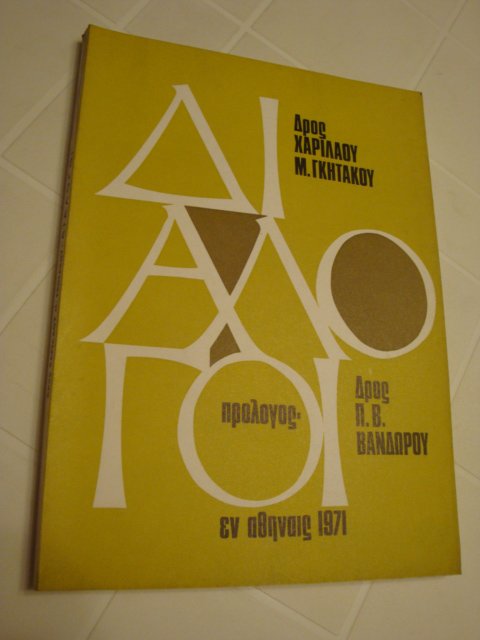 Δρος
ΧΑΡΙΛΑΟΥ
Μ. ΓΚΗΤΑΚΟΥ
ΔΙ
ΑΛΟ
ΓΟΙ
προλογος:
Δρος
Π. Β.
ΒΑΝΔΩΡΟΥ
εν αθηναις 1971